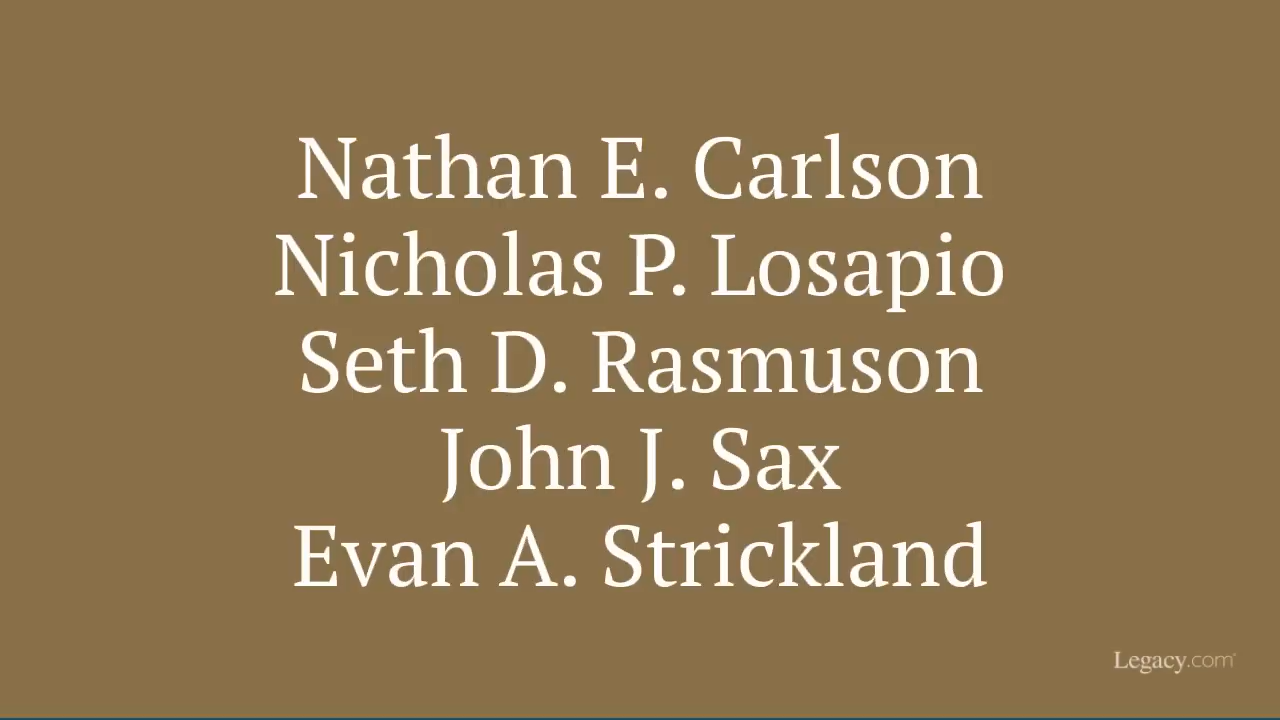 Nathan E. Carlson
Nicholas P. Losapio
Seth D. Rasmuson
John J. Sax
Evan A. Strickland
Legacy.com